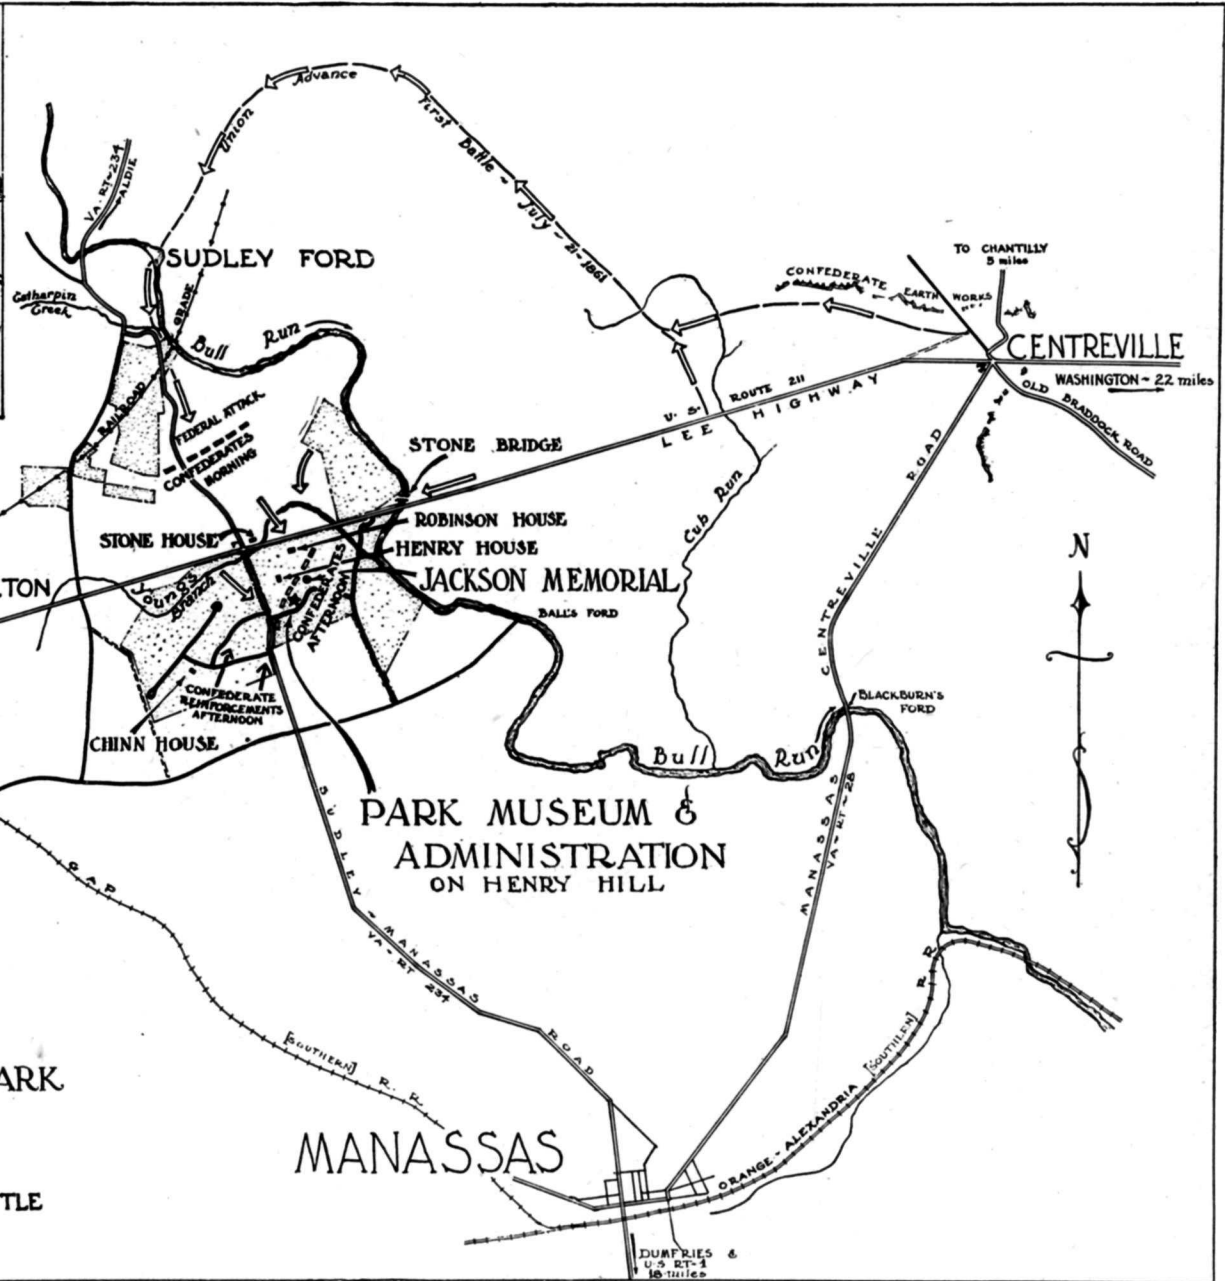 Union
Advance
First Battle ~ July - 21 - 1861
VA. RT~234
ALDIE
SUDLEY FORD
Catharpin
Creek
GRADE
RAILROAD
Bull Run
FEDERAL ATTACK
CONFEDERATES
MORNING
TO CHANTILLY
5 miles
CONFEDERATE
EARTH WORKS
CENTREVILLE
WASHINGTON ~ 22 miles
OLD BRADDOCK ROAD
U. S. ROUTE 211
LEE HIGHWAY
STONE BRIDGE
STONE HOUSE
ROBINSON HOUSE
HENRY HOUSE
JACKSON MEMORIAL
CONFEDERATES
AFTERNOON
Cub Run
CENTREVILLE ROAD
N
LTON
YOUNG'S
Branch
BALL'S FORD
CONFEDERATE
REINFORCEMENTS
AFTERNOON
CHINN HOUSE
BLACKBURN'S
FORD
Bull Run
PARK MUSEUM &
ADMINISTRATION
ON HENRY HILL
SUDLEY ~ MANASSAS ROAD
VA ~ RT 234
MANASSAS
VA ~ RT ~ 28
GAP
[SOUTHERN] R. R.
ORANGE ~ ALEXANDRIA [SOUTHEN] R R
ARK
MANASSAS
TLE
DUMFRIES &
U S RT-1
18 miles